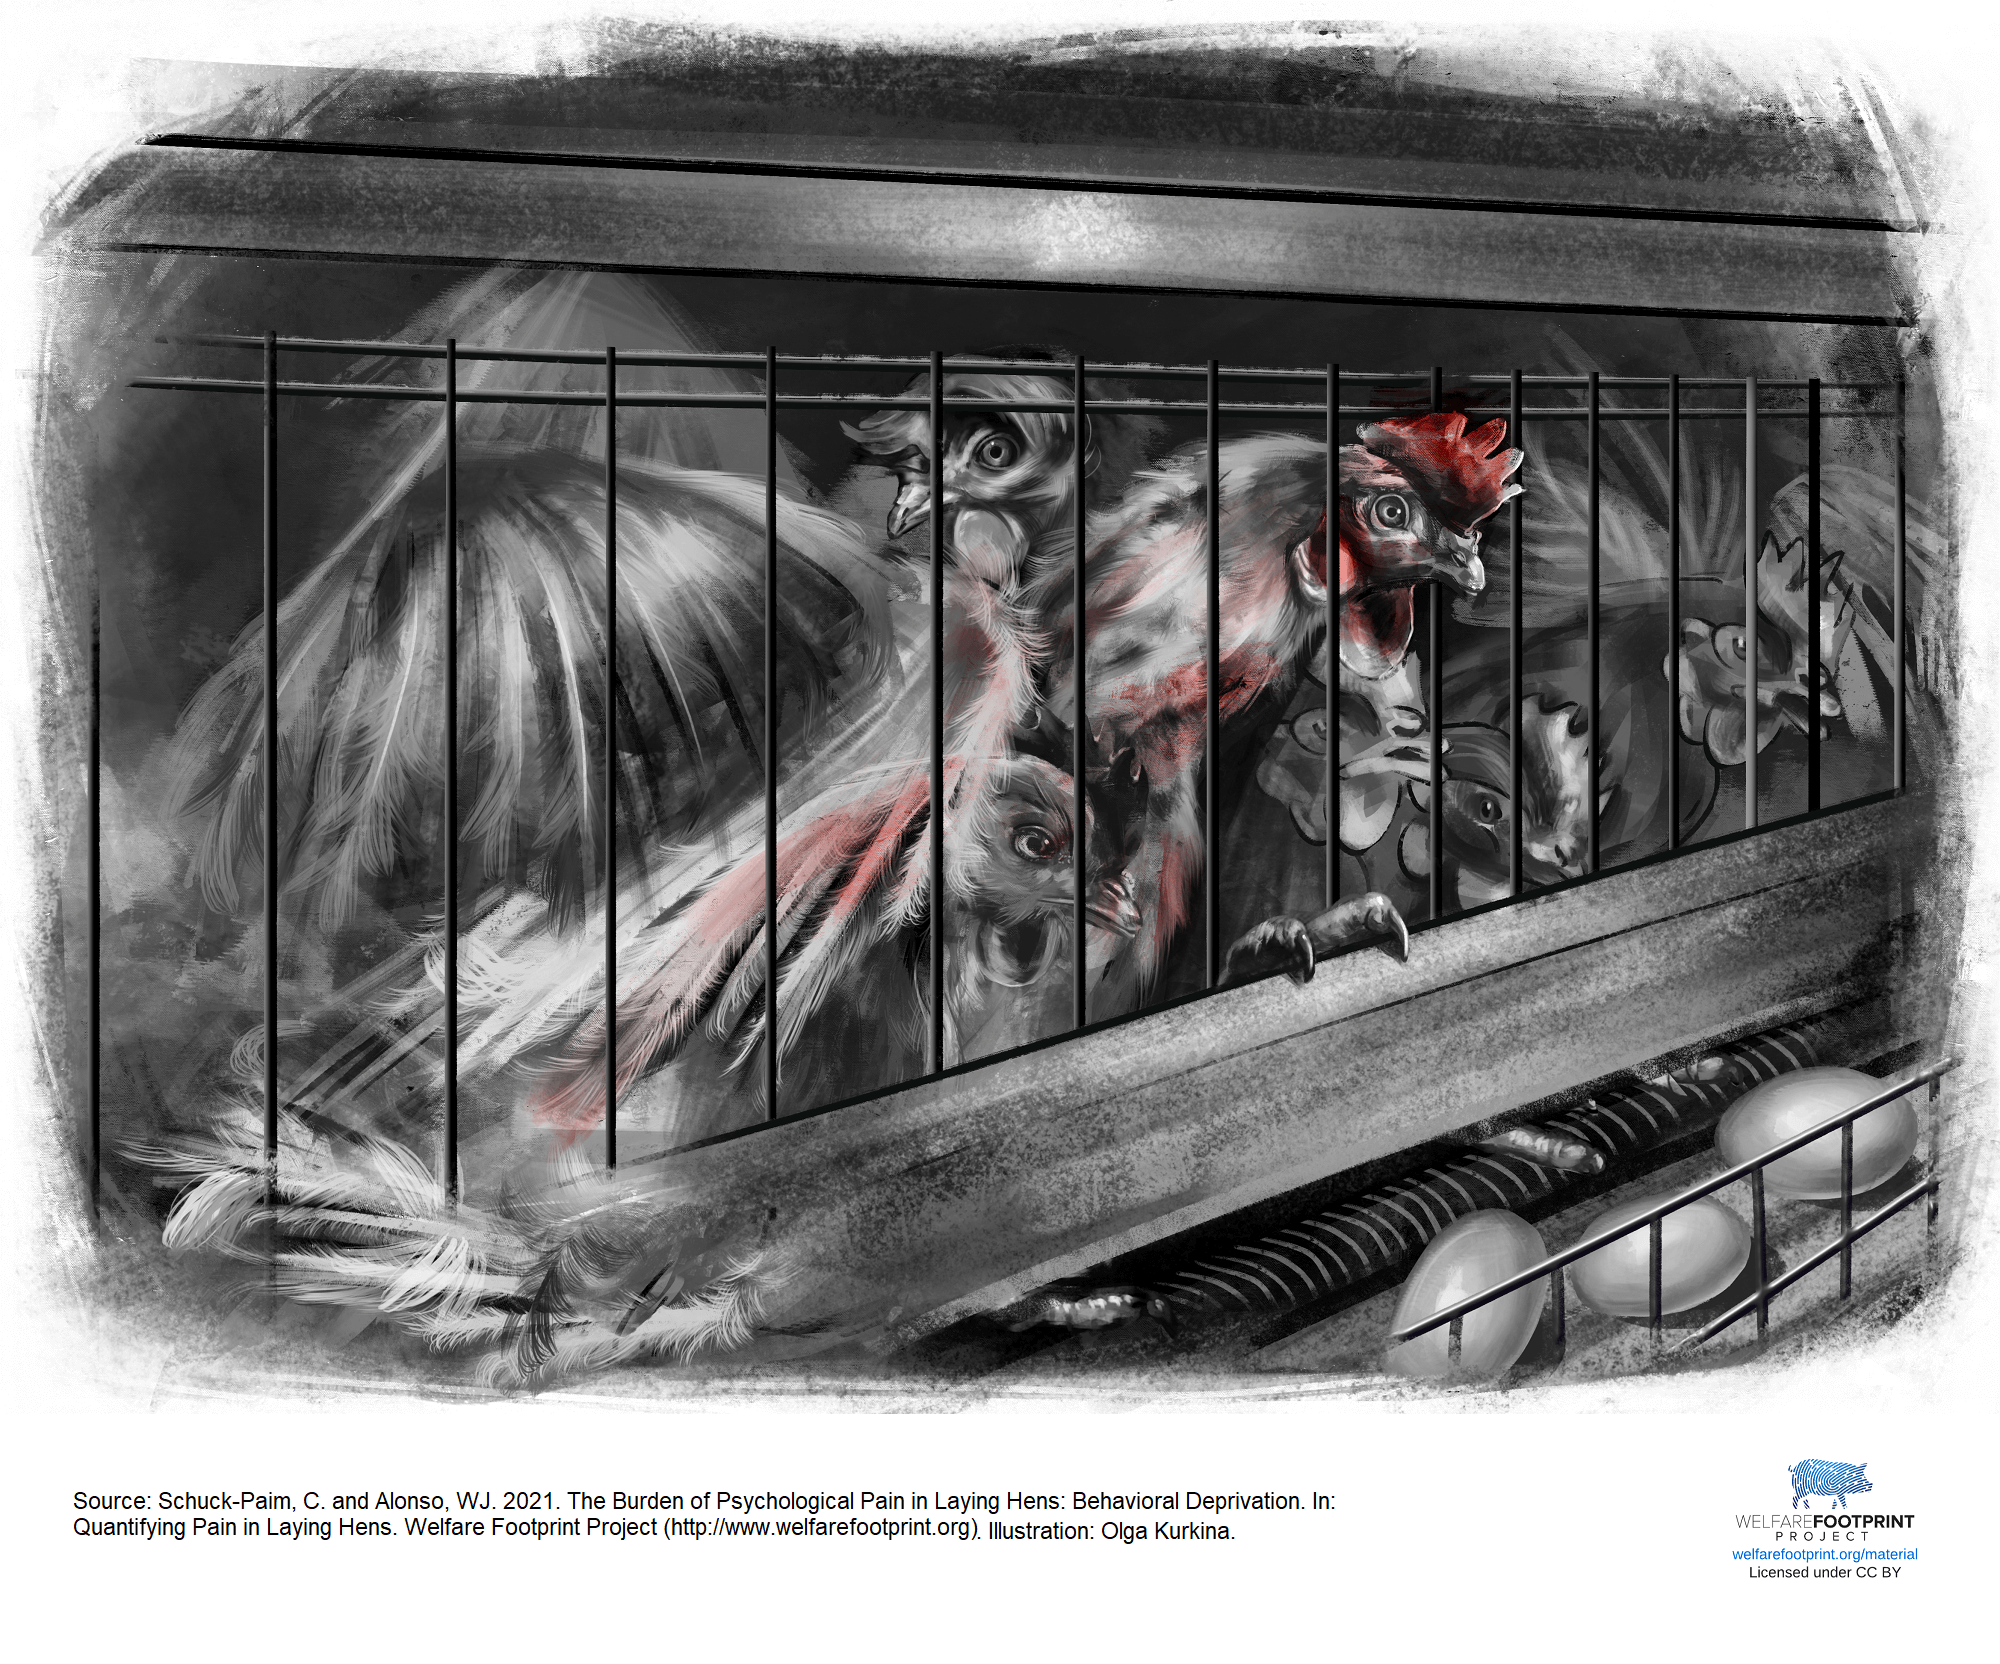 Source: Schuck-Paim, C. and Alonso, WJ. 2021. The Burden of Psychological Pain in Laying Hens: Behavioral Deprivation. In:
Quantifying Pain in Laying Hens. Welfare Footprint Project (http://www.welfarefootprint.org). Illustration: Olga Kurkina.
WELFAREFOOTPRINT
PROJECT
welfarefootprint.org/material
Licensed under CC BY